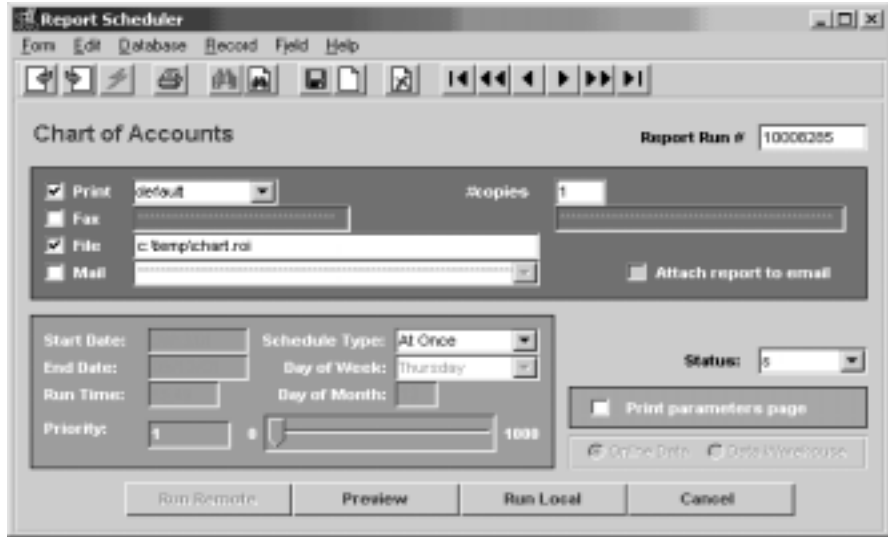 Report Scheduler
Form Edit Database Record Field Help
Chart of Accounts
Report Run # 10008285
Print default #copies 1
Fax
File c:\temp\chart.roi
Mail Attach report to email
Start Date: Schedule Type: At Once
End Date: Day of Week: Thursday
Status: s
Run Time: Day of Month:
Print parameters page
Priority: 1 0 1000
Online Data Data Warehouse
Run Remote Preview Run Local Cancel